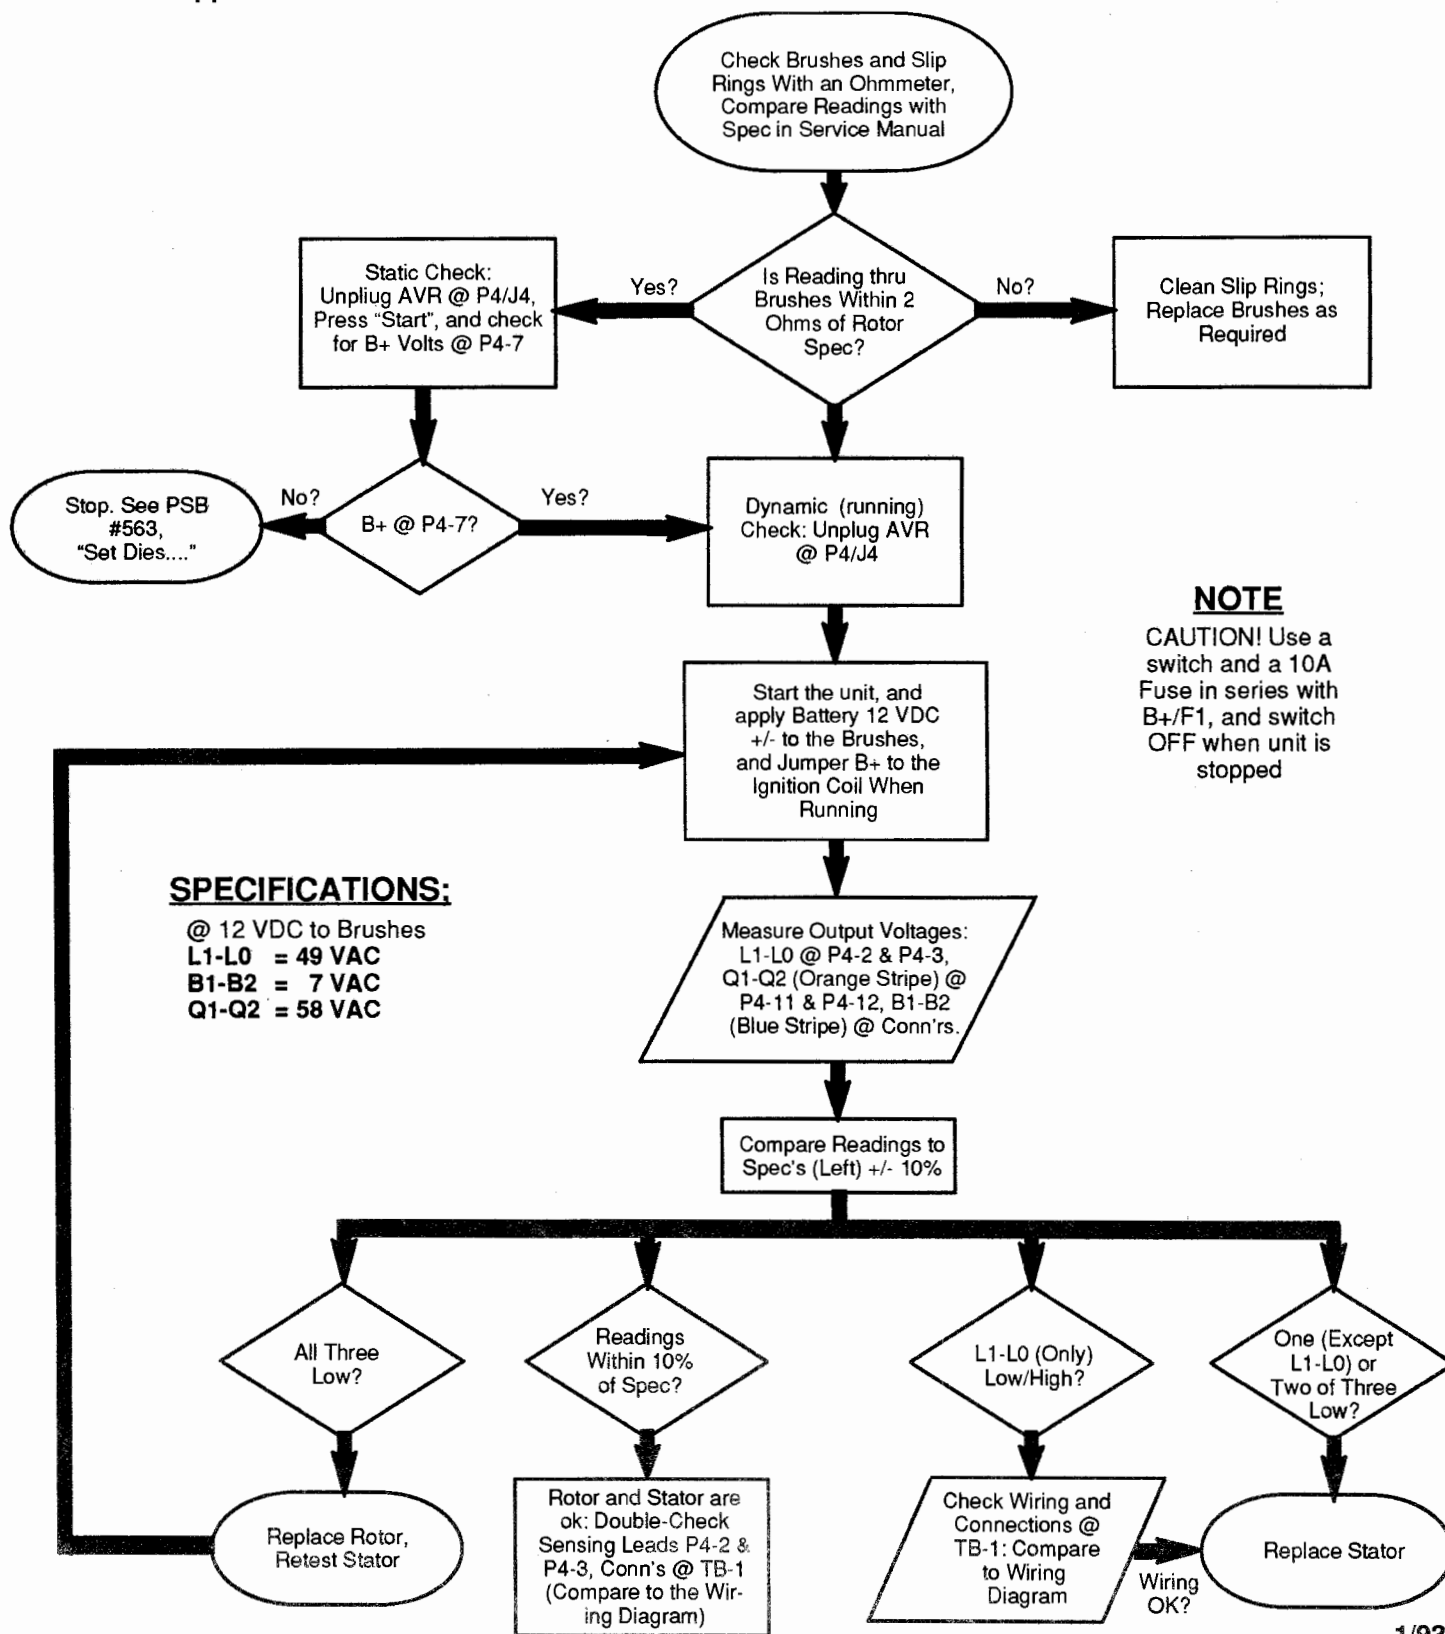 Check Brushes and Slip
Rings With an Ohmmeter,
Compare Readings with
Spec in Service Manual
Static Check:
Unpliug AVR @ P4/J4,
Press "Start", and check
for B+ Volts @ P4-7
Yes?
Is Reading thru
Brushes Within 2
Ohms of Rotor
Spec?
No?
Clean Slip Rings;
Replace Brushes as
Required
Stop. See PSB
#563,
"Set Dies...."
No?
B+ @ P4-7?
Yes?
Dynamic (running)
Check: Unplug AVR
@ P4/J4
NOTE
CAUTION! Use a
switch and a 10A
Fuse in series with
B+/F1, and switch
OFF when unit is
stopped
Start the unit, and
apply Battery 12 VDC
+/- to the Brushes,
and Jumper B+ to the
Ignition Coil When
Running
SPECIFICATIONS;
@ 12 VDC to Brushes
L1-L0 = 49 VAC
B1-B2 = 7 VAC
Q1-Q2 = 58 VAC
Measure Output Voltages:
L1-L0 @ P4-2 & P4-3,
Q1-Q2 (Orange Stripe) @
P4-11 & P4-12, B1-B2
(Blue Stripe) @ Conn'rs.
Compare Readings to
Spec's (Left) +/- 10%
All Three
Low?
Readings
Within 10%
of Spec?
L1-L0 (Only)
Low/High?
One (Except
L1-L0) or
Two of Three
Low?
Replace Rotor,
Retest Stator
Rotor and Stator are
ok: Double-Check
Sensing Leads P4-2 &
P4-3, Conn's @ TB-1
(Compare to the Wir-
ing Diagram)
Check Wiring and
Connections @
TB-1: Compare
to Wiring
Diagram
Wiring
OK?
Replace Stator